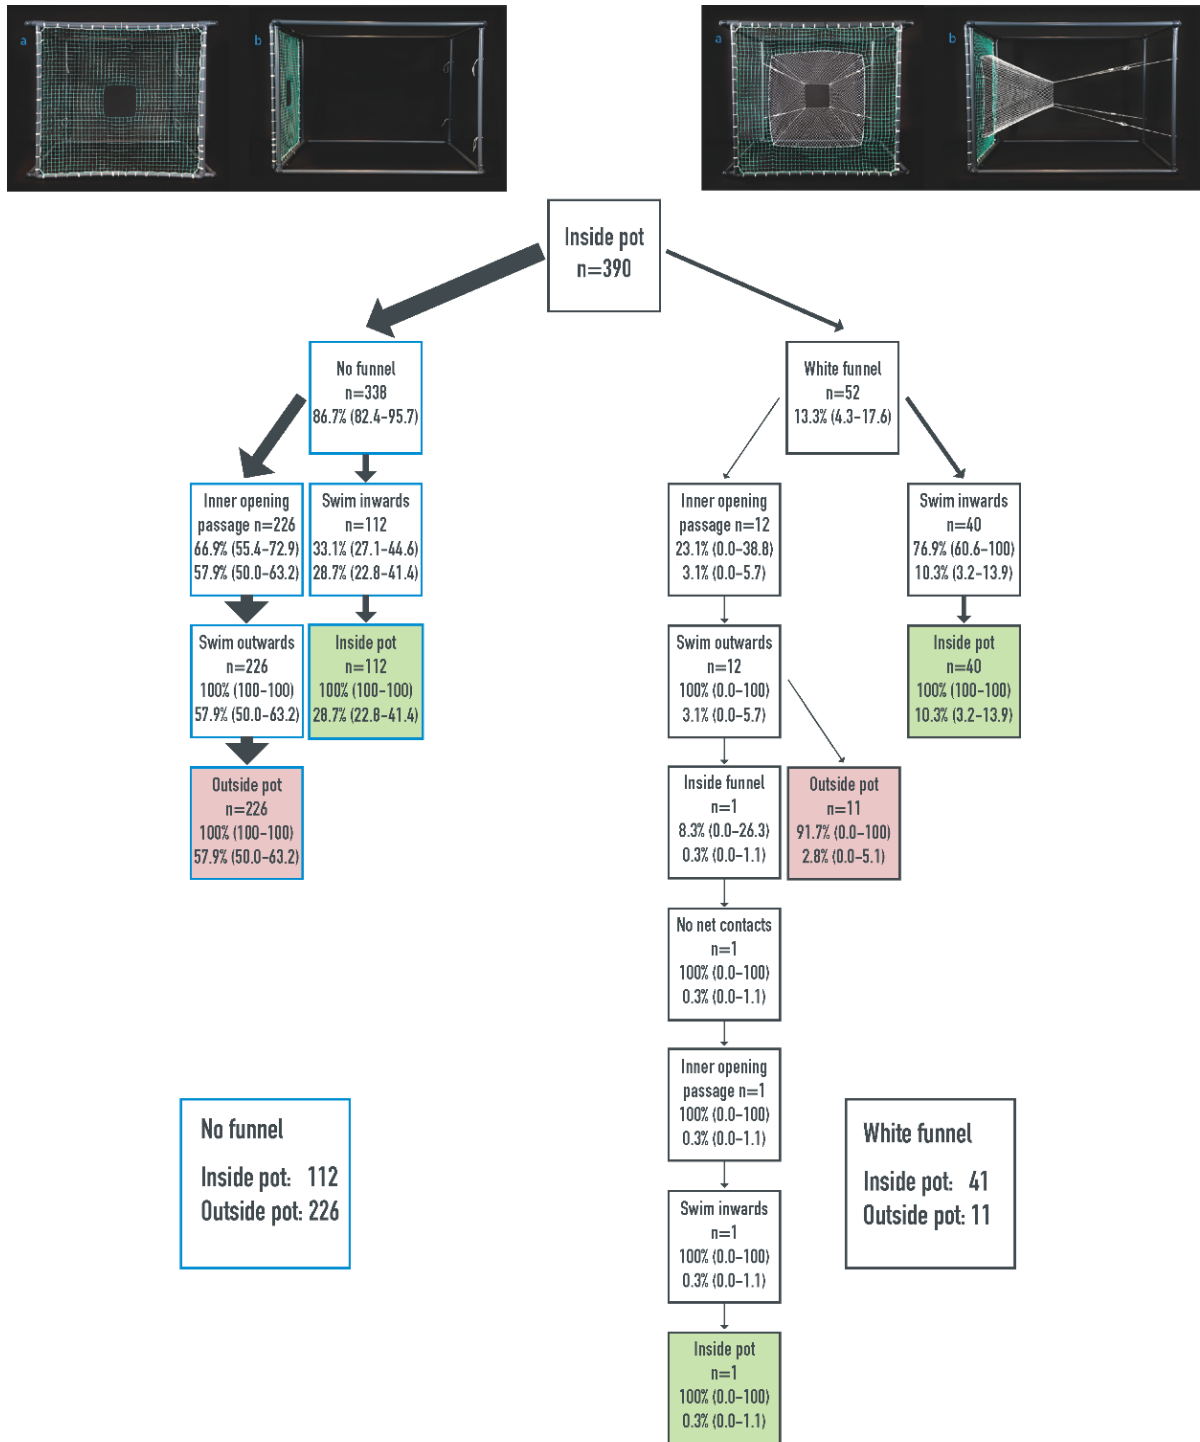 a
b
a
b
Inside pot
n=390
No funnel
n=338
86.7% (82.4–95.7)
White funnel
n=52
13.3% (4.3–17.6)
Inner opening
passage n=226
66.9% (55.4–72.9)
57.9% (50.0–63.2)
Swim inwards
n=112
33.1% (27.1–44.6)
28.7% (22.8–41.4)
Inner opening
passage n=12
23.1% (0.0–38.8)
3.1% (0.0–5.7)
Swim inwards
n=40
76.9% (60.6–100)
10.3% (3.2–13.9)
Swim outwards
n=226
100% (100–100)
57.9% (50.0–63.2)
Inside pot
n=112
100% (100–100)
28.7% (22.8–41.4)
Swim outwards
n=12
100% (0.0–100)
3.1% (0.0–5.7)
Inside pot
n=40
100% (100–100)
10.3% (3.2–13.9)
Outside pot
n=226
100% (100–100)
57.9% (50.0–63.2)
Inside funnel
n=1
8.3% (0.0–26.3)
0.3% (0.0–1.1)
Outside pot
n=11
91.7% (0.0–100)
2.8% (0.0–5.1)
No net contacts
n=1
100% (0.0–100)
0.3% (0.0–1.1)
Inner opening
passage n=1
100% (0.0–100)
0.3% (0.0–1.1)
Swim inwards
n=1
100% (0.0–100)
0.3% (0.0–1.1)
Inside pot
n=1
100% (0.0–100)
0.3% (0.0–1.1)
No funnel
Inside pot: 112
Outside pot: 226
White funnel
Inside pot: 41
Outside pot: 11